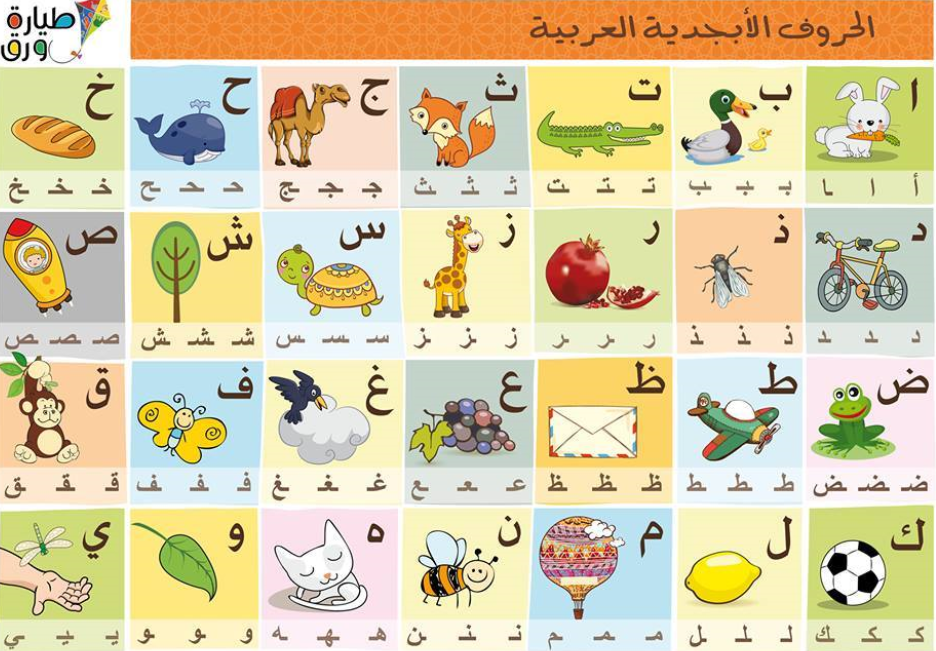 الحروف الأبجدية العربية
طيارة
ورق
ا ب ت ث ج ح خ
أ ا ـا بـ ـبـ ـب تـ ـتـ ـت ثـ ـثـ ـث جـ ـجـ ـج حـ ـحـ ـح خـ ـخـ ـخ
د ذ ر ز س ش ص
د ـد ـد ذ ـذ ـذ ر ـر ـر ز ـز ـز سـ ـسـ ـس شـ ـشـ ـش صـ ـصـ ـص
ض ط ظ ع غ ف ق
ضـ ـضـ ـض طـ ـطـ ـط ظـ ـظـ ـظ عـ ـعـ ـع غـ ـغـ ـغ فـ ـفـ ـف قـ ـقـ ـق
ك ل م ن ه و ي
كـ ـكـ ـك لـ ـلـ ـل مـ ـمـ ـم نـ ـنـ ـن هـ ـهـ ـه و ـو ـو يـ ـيـ ـي